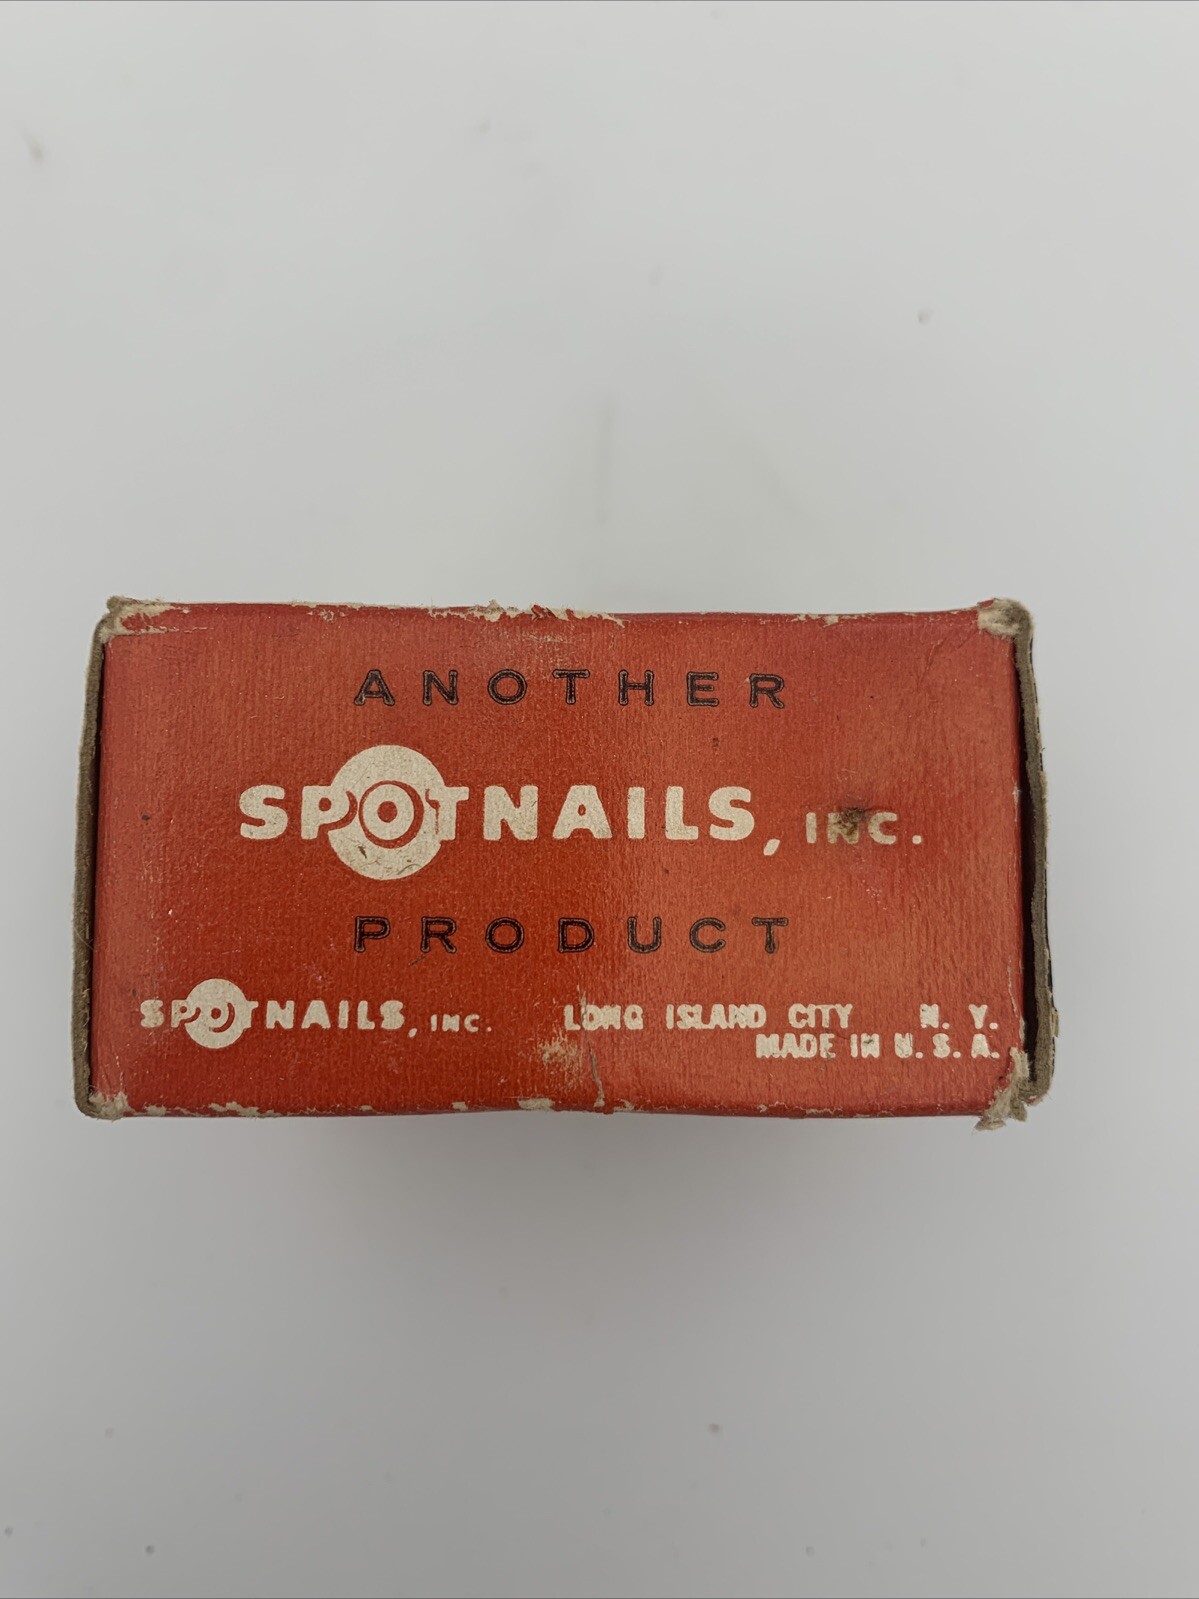 ANOTHER
SPOTNAILS, INC.
PRODUCT
SPOTNAILS, INC. LONG ISLAND CITY N. Y.
MADE IN U. S. A.